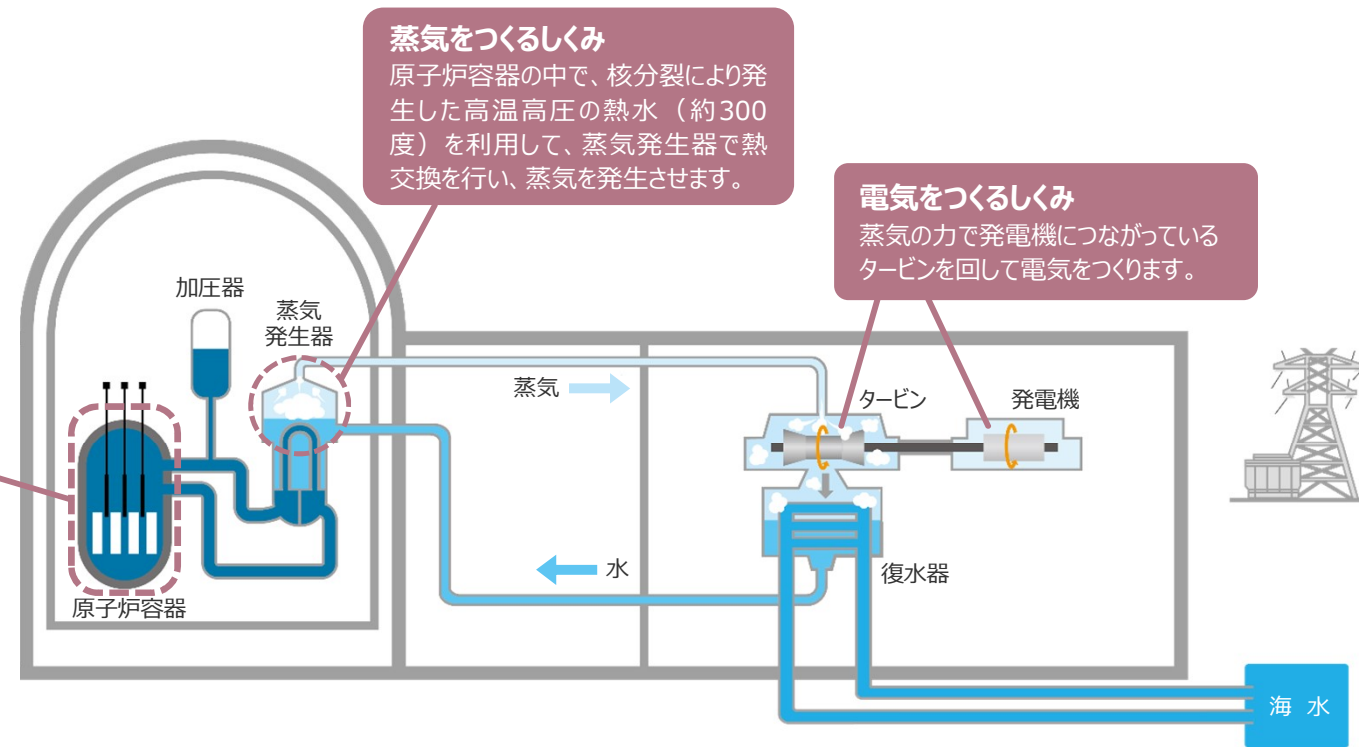 蒸気をつくるしくみ
原子炉容器の中で、核分裂により発
生した高温高圧の熱水（約300
度）を利用して、蒸気発生器で熱
交換を行い、蒸気を発生させます。
電気をつくるしくみ
蒸気の力で発電機につながっている
タービンを回して電気をつくります。
加圧器
蒸気
発生器
蒸気
タービン
発電機
水
復水器
原子炉容器
海 水